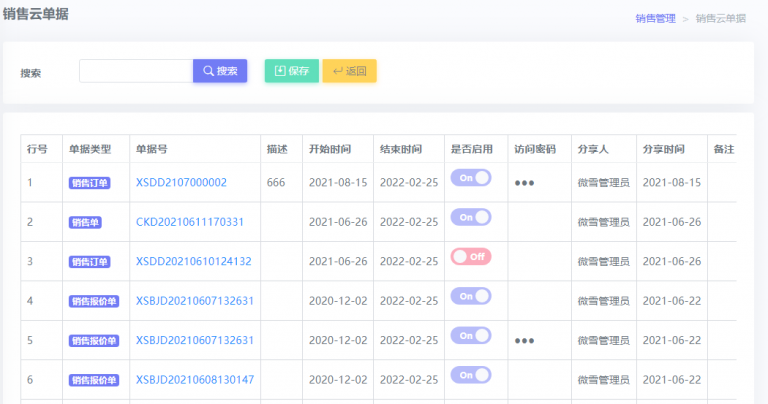 销售云单据
销售管理 > 销售云单据
搜索 搜索 保存 返回
行号 单据类型 单据号 描述 开始时间 结束时间 是否启用 访问密码 分享人 分享时间 备注
1 销售订单 XSDD2107000002 666 2021-08-15 2022-02-25 On ●●● 微雪管理员 2021-08-15
2 销售单 CKD20210611170331 2021-06-26 2022-02-25 On 微雪管理员 2021-06-26
3 销售订单 XSDD20210610124132 2021-06-26 2022-02-25 Off 微雪管理员 2021-06-26
4 销售报价单 XSBJD20210607132631 2020-12-02 2022-02-25 On 微雪管理员 2021-06-22
5 销售报价单 XSBJD20210607132631 2020-12-02 2022-02-25 On ●●● 微雪管理员 2021-06-22
6 销售报价单 XSBJD20210608130147 2020-12-02 2022-02-25 On 微雪管理员 2021-06-22